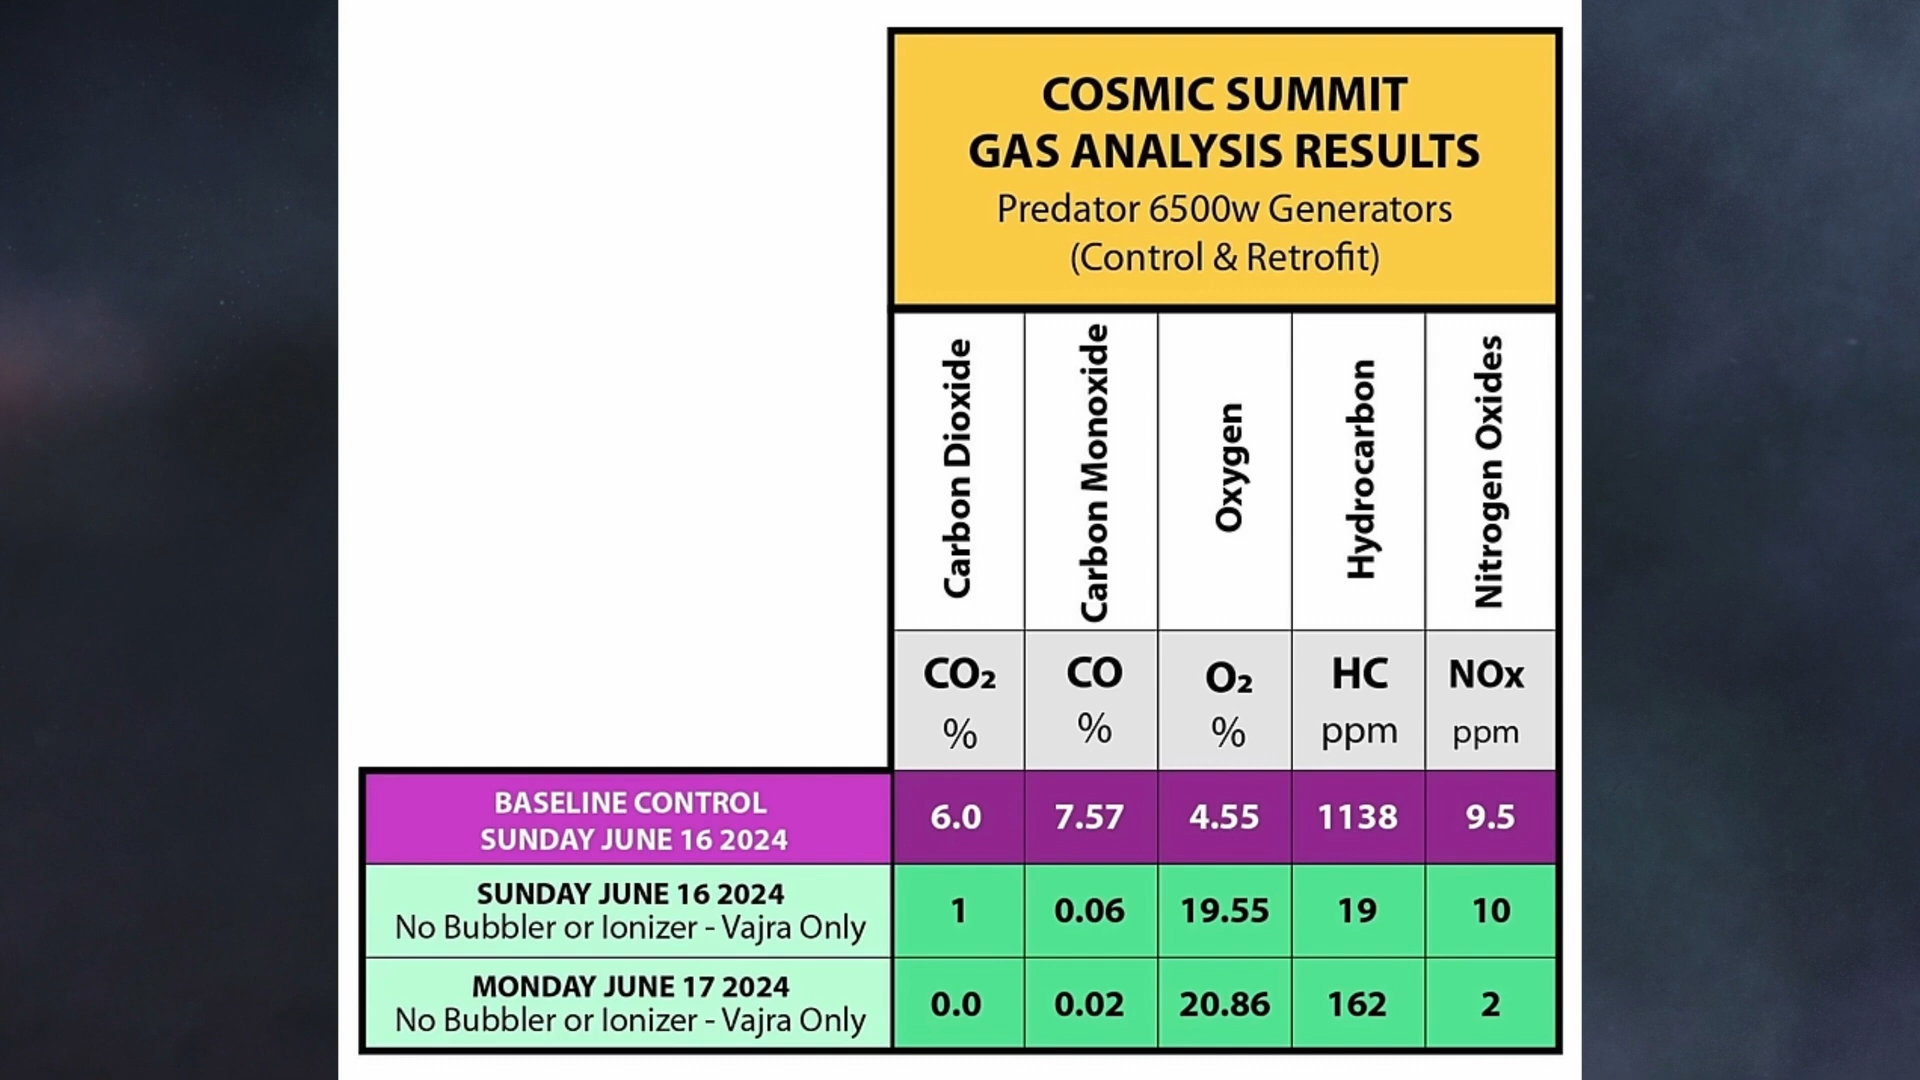 COSMIC SUMMIT
GAS ANALYSIS RESULTS
Predator 6500w Generators
(Control & Retrofit)
Carbon Dioxide
Carbon Monoxide
Oxygen
Hydrocarbon
Nitrogen Oxides
CO₂ CO O₂ HC NOx
% % % ppm ppm
BASELINE CONTROL
SUNDAY JUNE 16 2024
6.0 7.57 4.55 1138 9.5
SUNDAY JUNE 16 2024
No Bubbler or Ionizer - Vajra Only
1 0.06 19.55 19 10
MONDAY JUNE 17 2024
No Bubbler or Ionizer - Vajra Only
0.0 0.02 20.86 162 2